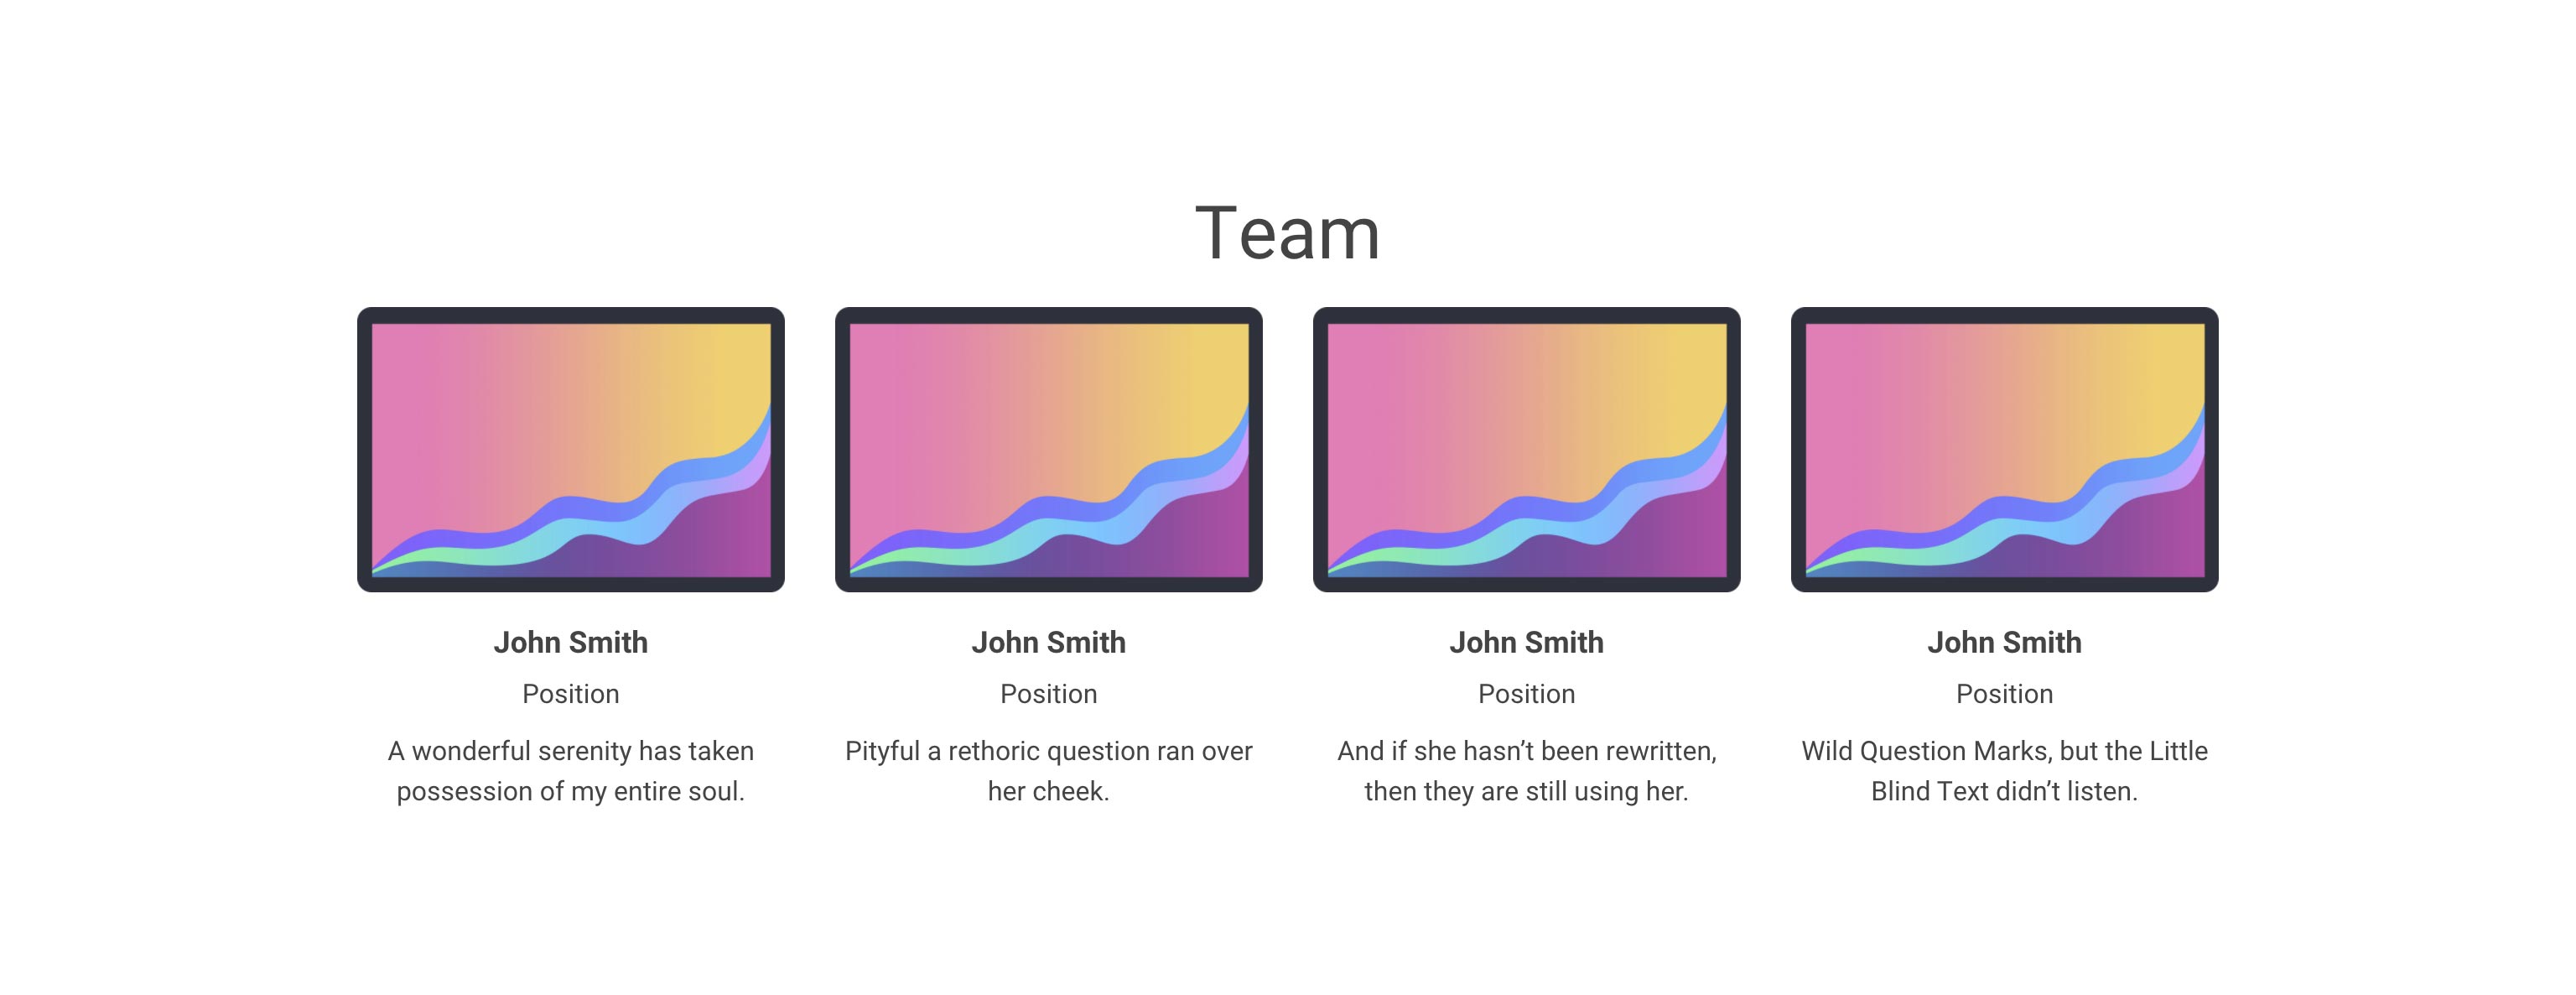 Team
John Smith
Position
A wonderful serenity has taken
possession of my entire soul.
John Smith
Position
Pityful a rethoric question ran over
her cheek.
John Smith
Position
And if she hasn’t been rewritten,
then they are still using her.
John Smith
Position
Wild Question Marks, but the Little
Blind Text didn’t listen.